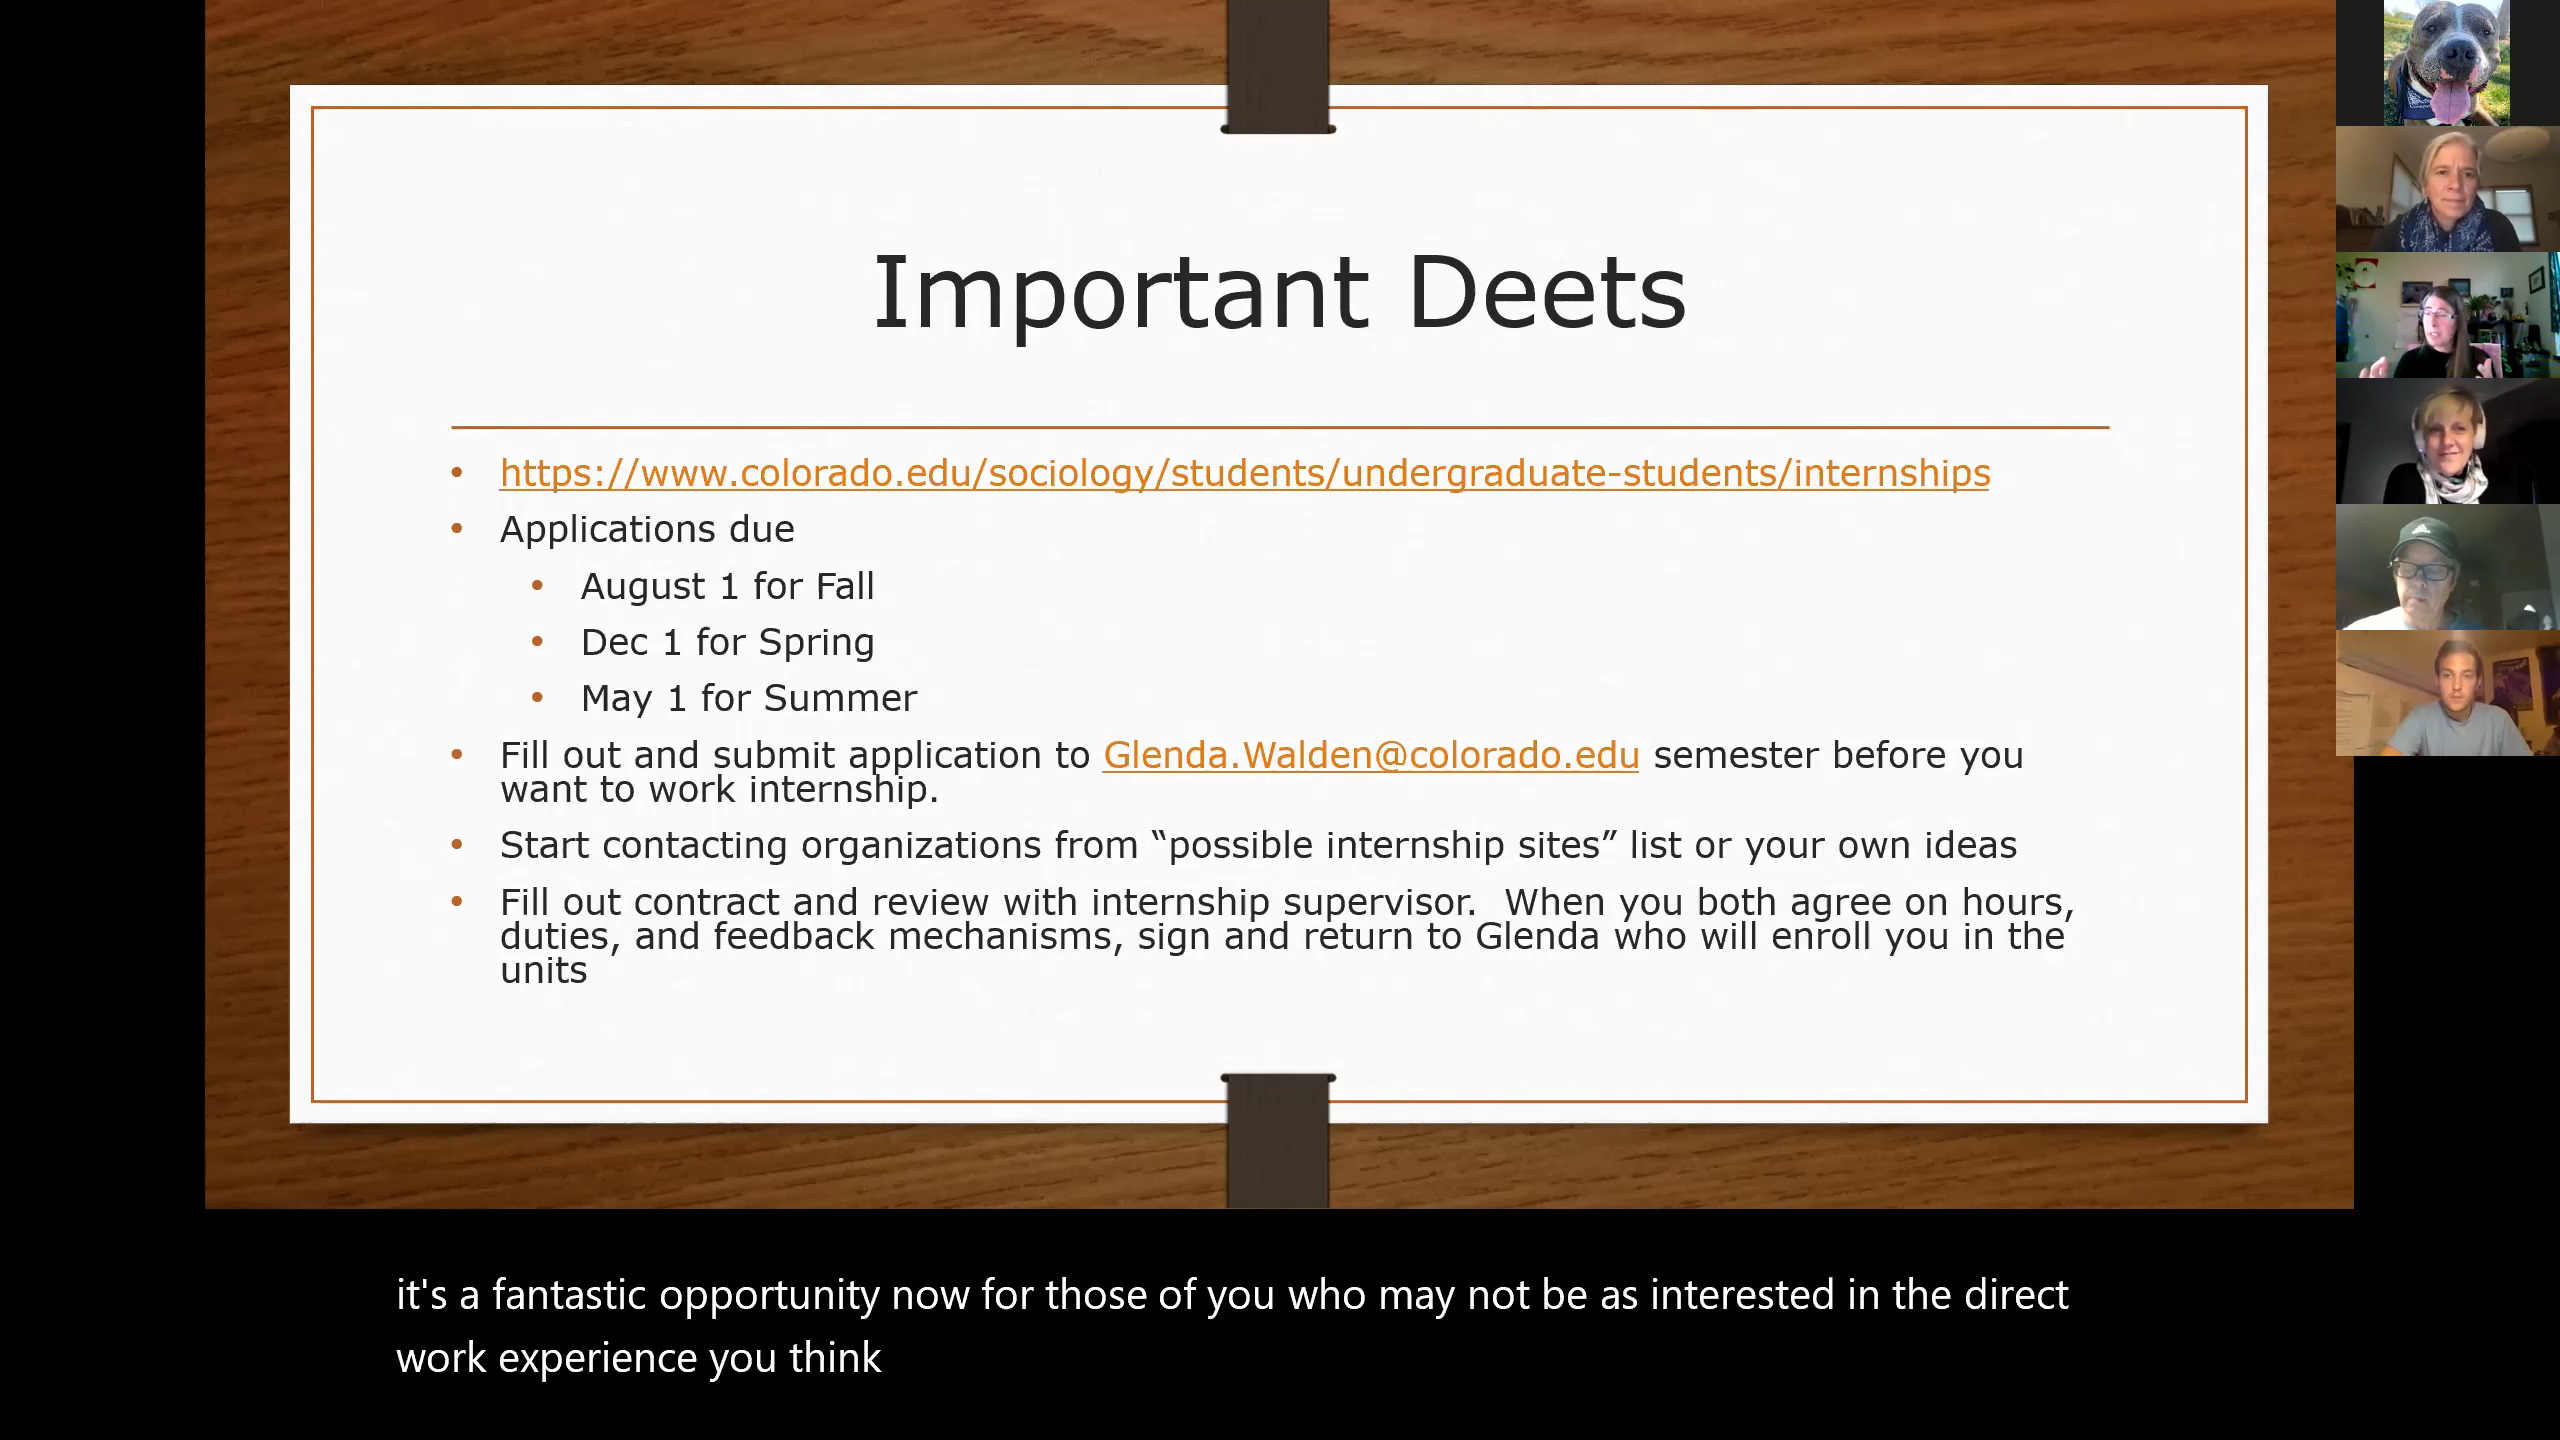 Important Deets
https://www.colorado.edu/sociology/students/undergraduate-students/internships
Applications due
August 1 for Fall
Dec 1 for Spring
May 1 for Summer
Fill out and submit application to Glenda.Walden@colorado.edu semester before you
want to work internship.
Start contacting organizations from “possible internship sites” list or your own ideas
Fill out contract and review with internship supervisor.  When you both agree on hours,
duties, and feedback mechanisms, sign and return to Glenda who will enroll you in the
units
it's a fantastic opportunity now for those of you who may not be as interested in the direct
work experience you think